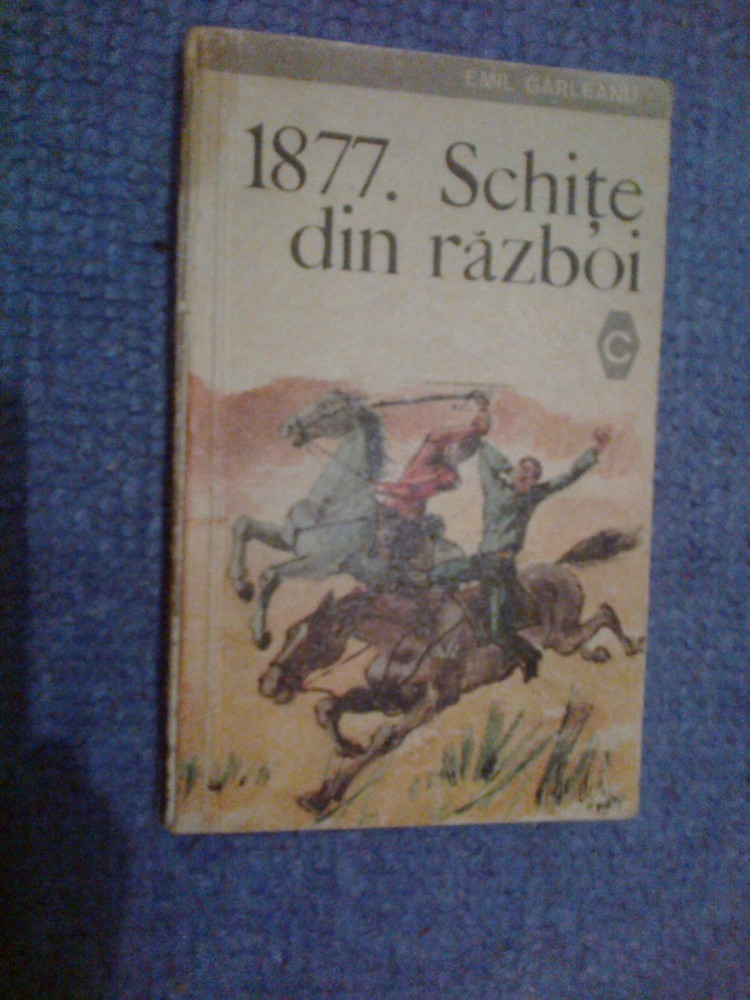 EMIL GÂRLEANU
1877. Schițe
din război
C